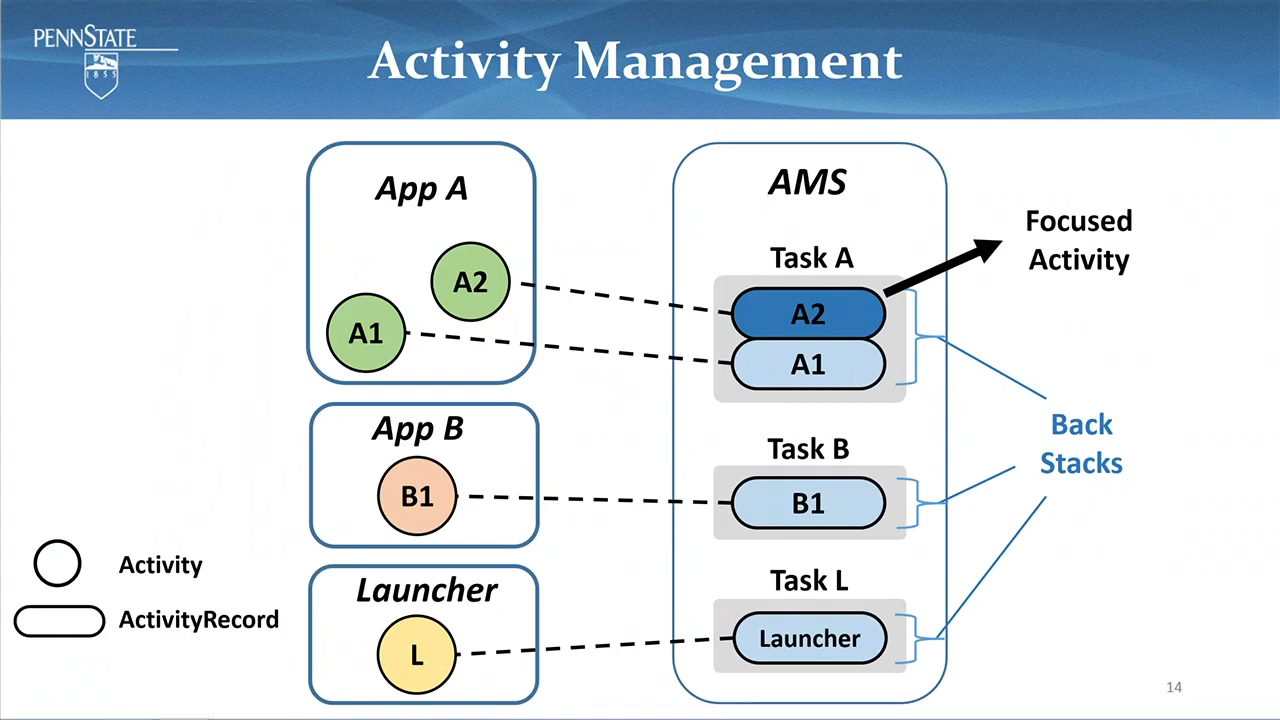 PENNSTATE
1855
Activity Management
App A
A2
A1
App B
B1
Launcher
L
Activity
ActivityRecord
AMS
Task A
A2
A1
Task B
B1
Task L
Launcher
Focused
Activity
Back
Stacks
14